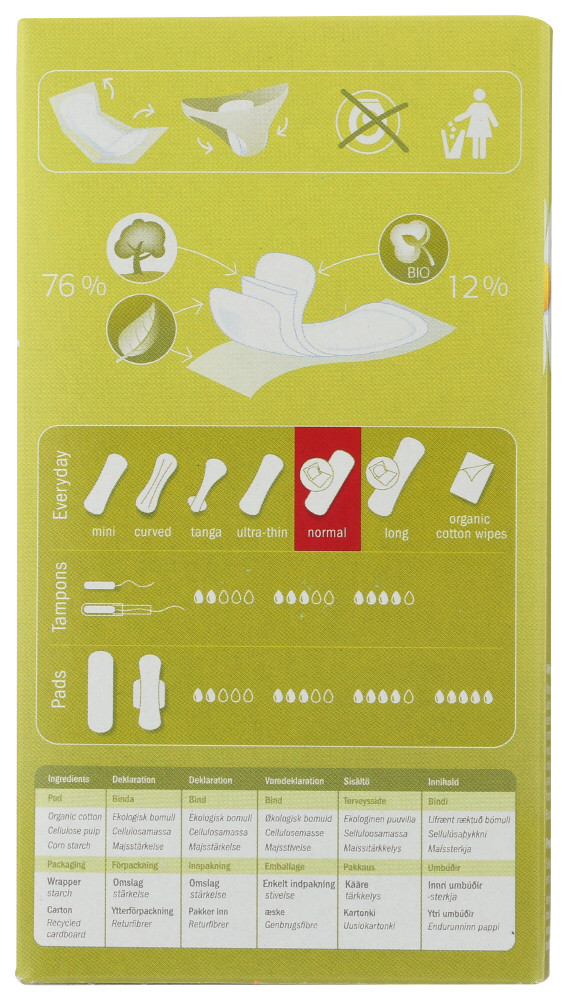 BIO
76 %
12 %
Everyday
mini curved tanga ultra-thin normal long organic
cotton wipes
Tampons
Pads
Ingredients Deklaration Deklaration Varedeklaration Sisältö Innihald
Pad Binda Bind Bind Terveysside Bindi
Organic cotton Ekologisk bomull Ekologisk bomull Økologisk bomuld Ekologinen puuvilla Lífrænt ræktuð bómull
Cellulose pulp Cellulosamassa Cellulosamassa Cellulosemasse Selluloosamassa Sellulósaþykkni
Corn starch Majsstärkelse Majsstärkelse Majsstivelse Maissitärkkelys Maíssterkja
Packaging Förpackning Innpakning Emballage Pakkaus Umbúðir
Wrapper Omslag Omslag Enkelt indpakning Kääre Innri umbúðir
starch stärkelse stärkelse stivelse tärkkelys -sterkja
Carton Ytterförpackning Pakker inn æske Kartonki Ytri umbúðir
Recycled Returfibrer Returfibrer Genbrugsfibre Uusiokartonki Endurunninn pappi
cardboard